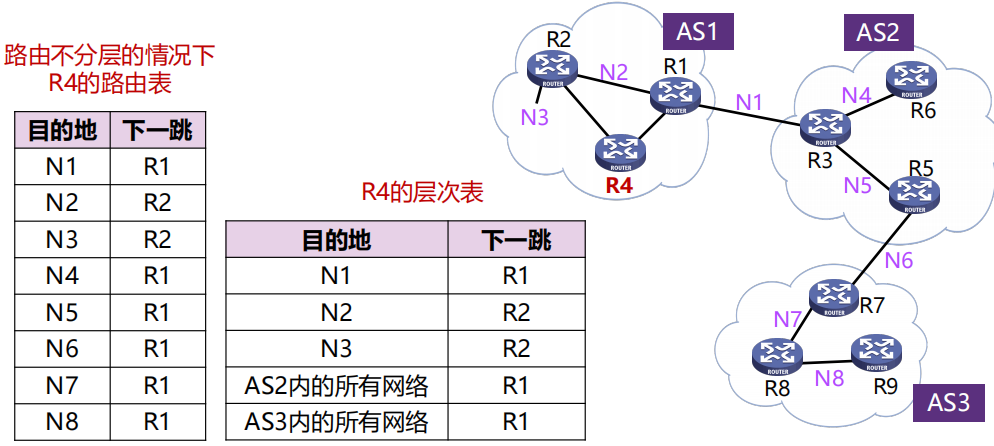 路由不分层的情况下
R4的路由表
目的地 下一跳
N1 R1
N2 R2
N3 R2
N4 R1
N5 R1
N6 R1
N7 R1
N8 R1
R4的层次表
目的地 下一跳
N1 R1
N2 R2
N3 R2
AS2内的所有网络 R1
AS3内的所有网络 R1
AS1
R2
ROUTER
N2
R1
ROUTER
N3
ROUTER
R4
N1
AS2
N4
ROUTER
R6
ROUTER
R3
N5
R5
ROUTER
N6
ROUTER
R7
N7
ROUTER
R8
N8
ROUTER
R9
AS3